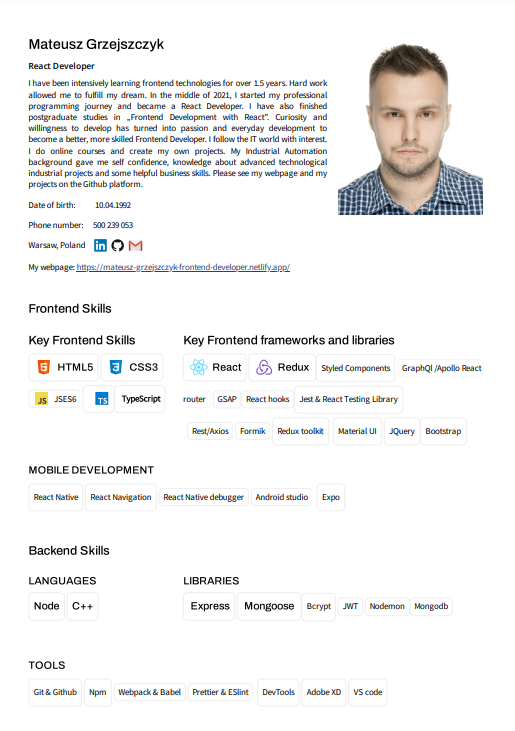 Mateusz Grzejszczyk
React Developer
I have been intensively learning frontend technologies for over 1.5 years. Hard work
allowed me to fulfill my dream. In the middle of 2021, I started my professional
programming journey and became a React Developer. I have also finished
postgraduate studies in „Frontend Development with React”. Curiosity and
willingness to develop has turned into passion and everyday development to
become a better, more skilled Frontend Developer. I follow the IT world with interest.
I do online courses and create my own projects. My Industrial Automation
background gave me self confidence, knowledge about advanced technological
industrial projects and some helpful business skills. Please see my webpage and my
projects on the Github platform.
Date of birth: 10.04.1992
Phone number: 500 239 053
Warsaw, Poland in
My webpage: https://mateusz-grzejszczyk-frontend-developer.netlify.app/
Frontend Skills
Key Frontend Skills
HTML5 CSS3
JS JSES6 TS TypeScript
Key Frontend frameworks and libraries
React Redux Styled Components GraphQl /Apollo React
router GSAP React hooks Jest & React Testing Library
Rest/Axios Formik Redux toolkit Material UI JQuery Bootstrap
MOBILE DEVELOPMENT
React Native React Navigation React Native debugger Android studio Expo
Backend Skills
LANGUAGES
Node C++
LIBRARIES
Express Mongoose Bcrypt JWT Nodemon Mongodb
TOOLS
Git & Github Npm Webpack & Babel Prettier & ESlint DevTools Adobe XD VS code